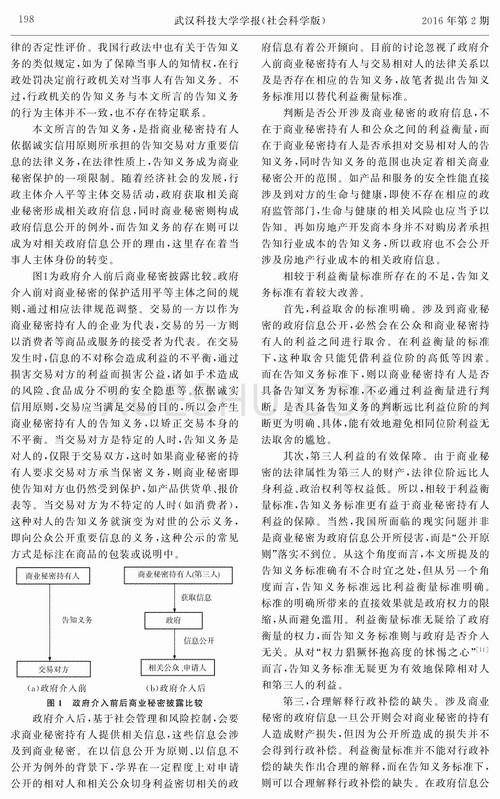 198
武汉科技大学学报(社会科学版)
2016 年第 2 期
律的否定性评价。我国行政法中也有关于告知义
务的类似规定,如为了保障当事人的知情权,在行
政处罚决定前行政机关对当事人有告知义务。不
过,行政机关的告知义务与本文所言的告知义务
的行为主体并不一致,也不存在特定联系。
本文所言的告知义务,是指商业秘密持有人
依据诚实信用原则所承担的告知交易对方重要信
息的法律义务,在法律性质上,告知义务成为商业
秘密保护的一项限制。随着经济社会的发展,行
政主体介入平等主体交易活动,政府获取相关商
业秘密形成相关政府信息,同时商业秘密则构成
政府信息公开的例外,而告知义务的存在则可以
成为对相关政府信息公开的理由,这里存在着当
事人主体身份的转变。
图1为政府介入前后商业秘密披露比较。政府
介入前对商业秘密的保护适用平等主体之间的规
则,通过相应法律规范调整。交易的一方以作为
商业秘密持有人的企业为代表,交易的另一方则
以消费者等商品或服务的接受者为代表。在交易
发生时,信息的不对称会造成利益的不平衡,通过
损害交易对方的利益而损害公益,诸如手术造成
的风险、食品成分不明的安全隐患等。依据诚实
信用原则,交易应当满足交易的目的,所以会产生
商业秘密持有人的告知义务,以矫正交易本身的
不平衡。当交易对方是特定的人时,告知义务是
对人的,仅限于交易双方,这时如果商业秘密的持
有人要求交易对方承当保密义务,则商业秘密即
使告知对方也仍然受到保护,如产品供货单、报价
表等。当交易对方为不特定的人时(如消费者),
这种对人的告知义务就演变为对世的公示义务,
即向公众公开重要信息的义务,这种公示的常见
方式是标注在商品的包装或说明中。
商业秘密持有人
告知义务
交易对方
(a)政府介入前
商业秘密持有人(第三人)
获取信息
政府
信息公开
相关公众、申请人
(b)政府介入后
图 1 政府介入前后商业秘密披露比较
政府介入后,基于社会管理和风险控制,会要
求商业秘密持有人提供相关信息,这些信息会涉
及到商业秘密。在以信息公开为原则、以信息不
公开为例外的背景下,学界在一定程度上对申请
公开的相对人和相关公众切身利益密切相关的政
府信息有着公开倾向。目前的讨论忽视了政府介
入前商业秘密持有人与交易相对人的法律关系以
及是否存在相应的告知义务,故笔者提出告知义
务标准用以替代利益衡量标准。
判断是否公开涉及商业秘密的政府信息,不
在于商业秘密持有人和公众之间的利益衡量,而
在于商业秘密持有人是否承担对交易相对人的告
知义务,同时告知义务的范围也决定着相关商业
秘密公开的范围。如产品和服务的安全性能直接
涉及到对方的生命与健康,即使不存在相应的政
府监管部门,生命与健康的相关风险也应当予以
告知。再如房地产开发商本身并不对购房者承担
告知行业成本的告知义务,所以政府也不会公开
涉及房地产行业成本的相关政府信息。
相较于利益衡量标准所存在的不足,告知义
务标准有着较大改善。
首先,利益取舍的标准明确。涉及到商业秘
密的政府信息公开,必然会在公众和商业秘密持
有人的利益之间进行取舍。在利益衡量的标准
下,这种取舍只能凭借利益位阶的高低等因素。
而在告知义务标准下,则以商业秘密持有人是否
具备告知义务为标准,不必通过利益衡量进行判
断。是否具备告知义务的判断远比利益位阶的判
断更为明确、具体,能有效地避免相同位阶利益无
法取舍的尴尬。
其次,第三人利益的有效保障。由于商业秘
密的法律属性为第三人的财产,法律位阶远比人
身利益、政治权利等权益低。所以,相较于利益衡
量标准,告知义务标准更有益于商业秘密持有人
利益的保障。当然,我国所面临的现实问题并非
是商业秘密为政府信息公开所侵害,而是“公开原
则”落实不到位。从这个角度而言,本文所提及的
告知义务标准确有不合时宜之处,但从另一个角
度而言,告知义务标准远比利益衡量标准明确。
标准的明确所带来的直接效果就是政府权力的限
缩,从而避免滥用。利益衡量标准无疑给了政府
衡量的权力,而告知义务标准则与政府是否介入
无关。从对“权力猖獗怀抱高度的怵惕之心”[11]
而言,告知义务标准无疑更为有效地保障相对人
和第三人的利益。
第三,合理解释行政补偿的缺失。涉及商业
秘密的政府信息一旦公开则会对商业秘密的持有
人造成财产损失,但因为公开所造成的损失并不
会得到行政补偿。利益衡量标准并不能对行政补
偿的缺失作出合理的解释,而在告知义务标准下,
则可以合理解释行政补偿的缺失。在政府信息公